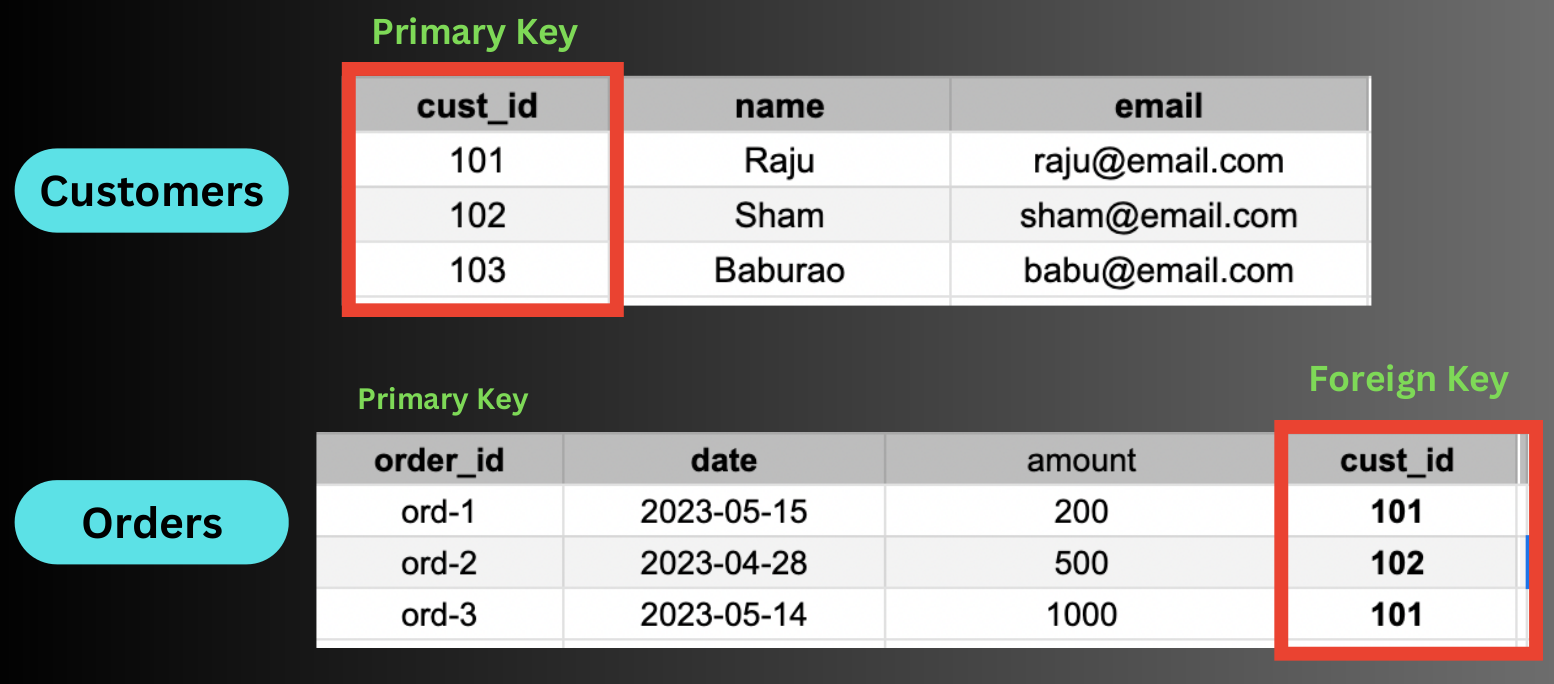 Primary Key
cust_id name email
Customers
101 Raju raju@email.com
102 Sham sham@email.com
103 Baburao babu@email.com
Primary Key
Foreign Key
order_id date amount cust_id
Orders
ord-1 2023-05-15 200 101
ord-2 2023-04-28 500 102
ord-3 2023-05-14 1000 101